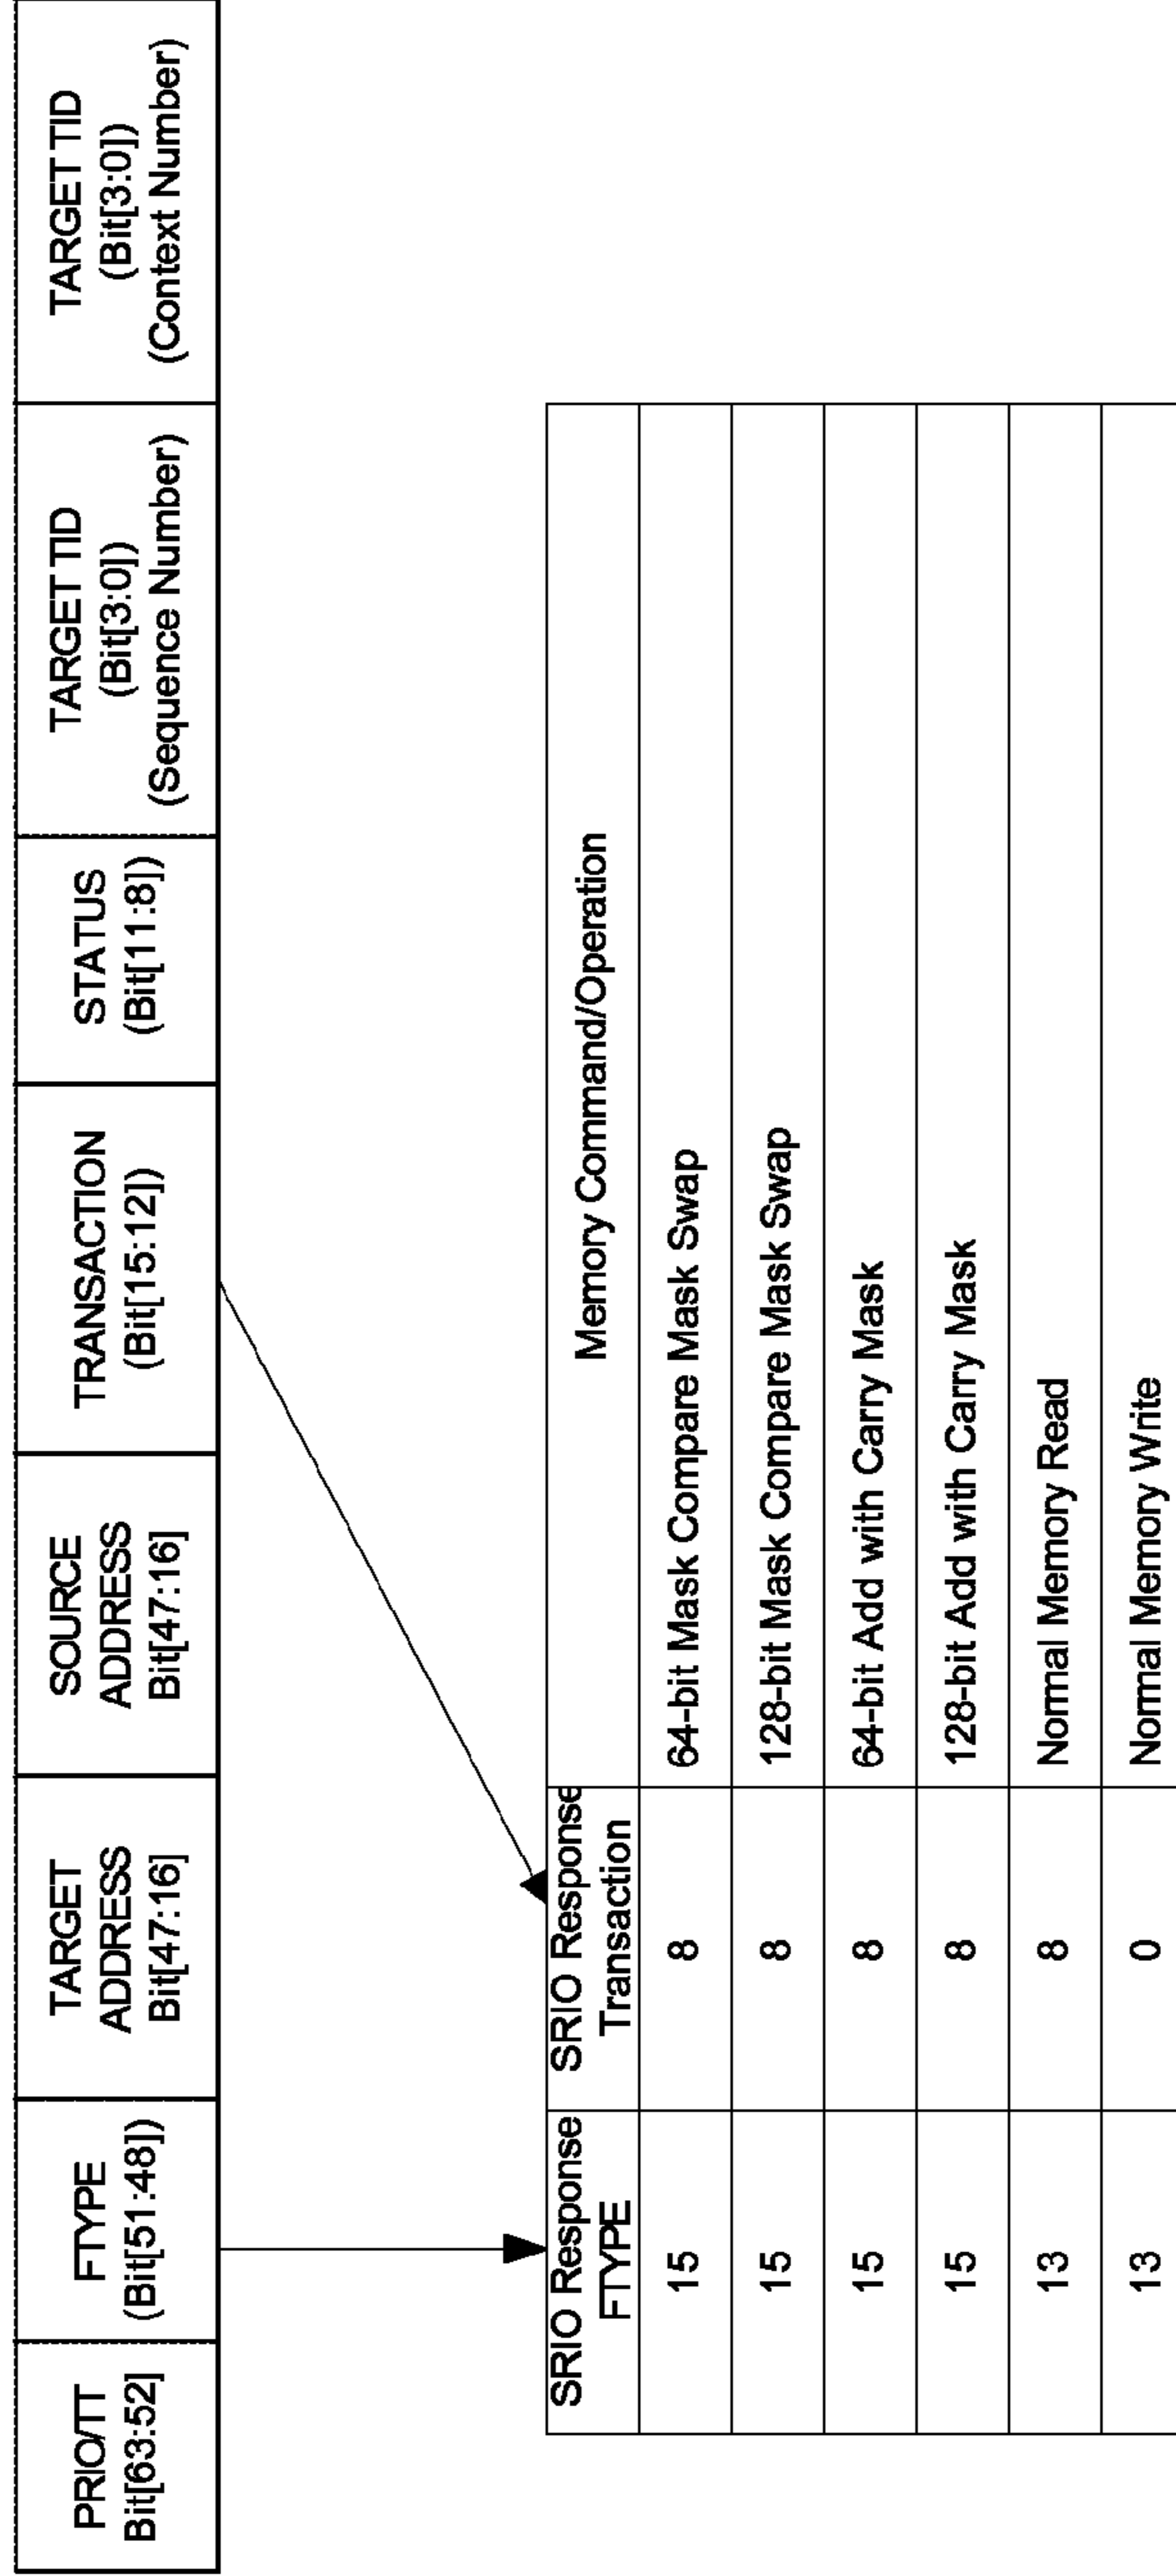 PRIO/TT
Bit[63:52]
FTYPE
(Bit[51:48])
TARGET
ADDRESS
Bit[47:16]
SOURCE
ADDRESS
Bit[47:16]
TRANSACTION
(Bit[15:12])
STATUS
(Bit[11:8])
TARGET TID
(Bit[3:0])
(Sequence Number)
TARGET TID
(Bit[3:0])
(Context Number)
SRIO Response
FTYPE
SRIO Response
Transaction
Memory Command/Operation
15 8 64-bit Mask Compare Mask Swap
15 8 128-bit Mask Compare Mask Swap
15 8 64-bit Add with Carry Mask
15 8 128-bit Add with Carry Mask
13 8 Normal Memory Read
13 0 Normal Memory Write